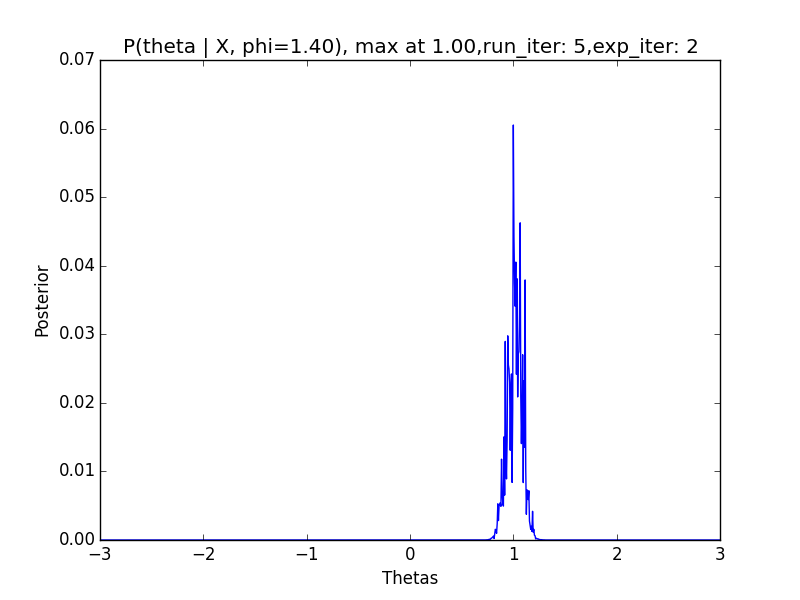 P(theta | X, phi=1.40), max at 1.00,run_iter: 5,exp_iter: 2
0.07
0.06
0.05
0.04
0.03
0.02
0.01
0.00
Posterior
−3 −2 −1 0 1 2 3
Thetas